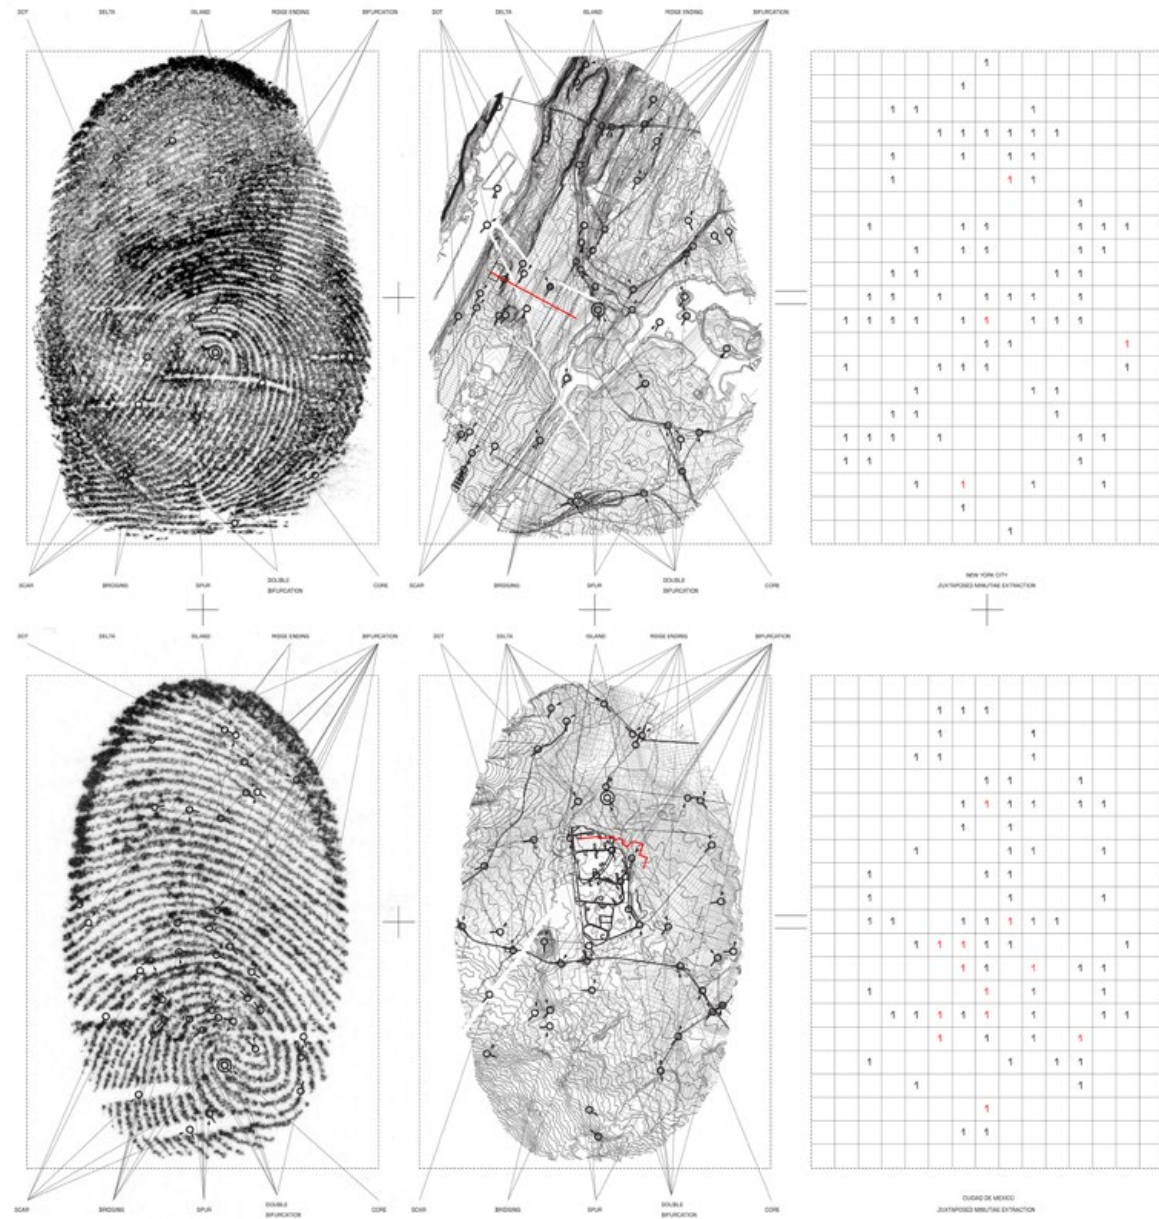 DOT DELTA ISLAND RIDGE ENDING BIFURCATION
DOT DELTA ISLAND RIDGE ENDING BIFURCATION
SCAR BRIDGING SPUR DOUBLE BIFURCATION CORE
SCAR BRIDGING SPUR DOUBLE BIFURCATION CORE
NEW YORK CITY
JUXTAPOSED MINUTIAE EXTRACTION
DOT DELTA ISLAND RIDGE ENDING BIFURCATION
DOT DELTA ISLAND RIDGE ENDING BIFURCATION
SCAR BRIDGING SPUR DOUBLE BIFURCATION CORE
SCAR BRIDGING SPUR DOUBLE BIFURCATION CORE
CIUDAD DE MEXICO
JUXTAPOSED MINUTIAE EXTRACTION